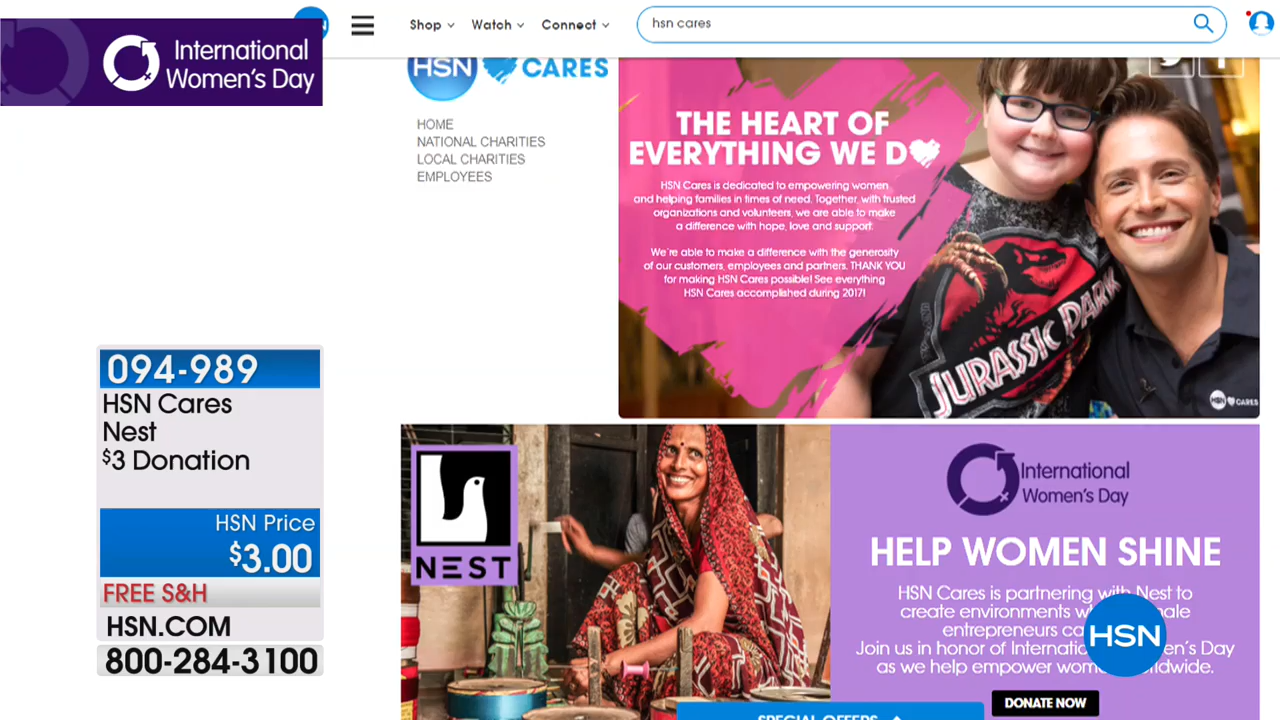 International
Women's Day
Shop
Watch
Connect
hsn cares
HSN
CARES
HOME
NATIONAL CHARITIES
LOCAL CHARITIES
EMPLOYEES
THE HEART OF
EVERYTHING WE D
HSN Cares is dedicated to empowering women
and helping families in times of need. Together, with trusted
organizations and volunteers, we are able to make
a difference with hope, love and support.
We're able to make a difference with the generosity
of our customers, employees and partners. THANK YOU
for making HSN Cares possible! See everything
HSN Cares accomplished during 2017!
JURASSIC PARK
HSN CARES
094-989
HSN Cares
Nest
$3 Donation
HSN Price
$3.00
FREE S&H
HSN.COM
800-284-3100
NEST
International
Women's Day
HELP WOMEN SHINE
HSN Cares is partnering with Nest to
create environments
entrepreneurs
Join us in honor of Day
as we help empower
HSN
DONATE NOW
SPECIAL OFFERS